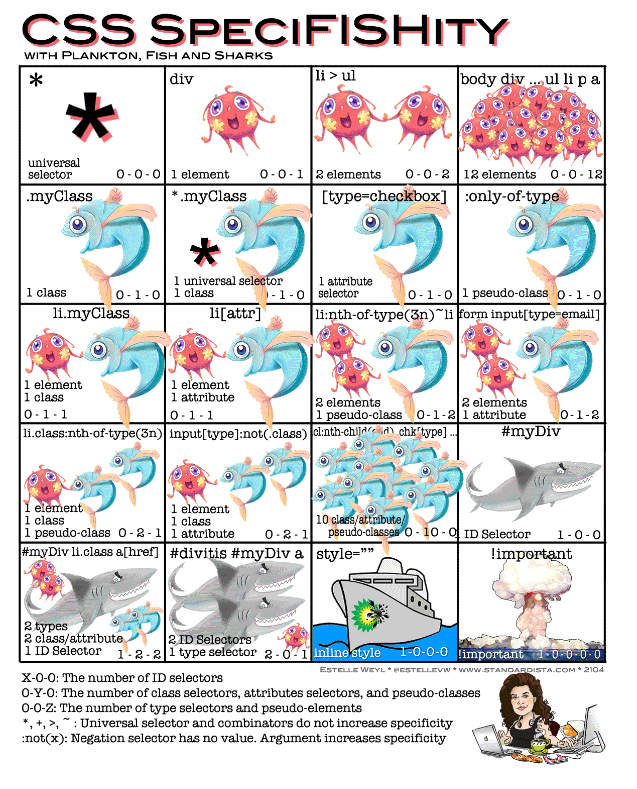 CSS SpeciFISHity
with Plankton, Fish and Sharks
*
*
universal
selector 0-0-0
div
1 element 0-0-1
li > ul
2 elements 0-0-2
body div ... ul li p a
12 elements 0-0-12
.myClass
1 class 0-1-0
*.myClass
*
1 universal selector
1 class 0-1-0
[type=checkbox]
1 attribute
selector 0-1-0
:only-of-type
1 pseudo-class 0-1-0
li.myClass
1 element
1 class
0-1-1
li[attr]
1 element
1 attribute
0-1-1
li:nth-of-type(3n)~li
2 elements
1 pseudo-class 0-1-2
form input[type=email]
2 elements
1 attribute 0-1-2
li.class:nth-of-type(3n)
1 element
1 class
1 pseudo-class 0-2-1
input[type]:not(.class)
1 element
1 class
1 attribute 0-2-1
chk[type] ...
10 class/attribute/
pseudo-classes 0-10-0
#myDiv
1 ID Selector 1-0-0
#myDiv li.class a[href]
2 types
2 class/attribute
1 ID Selector 1-2-2
#divitis #myDiv a
2 ID Selectors
1 type selector 2-0-1
style=""
bp
inline style 1-0-0-0
!important
!important 1-0-0-0-0
Estelle Weyl * @estellevw * www.standardista.com * 2104
X-0-0: The number of ID selectors
0-Y-0: The number of class selectors, attributes selectors, and pseudo-classes
0-0-Z: The number of type selectors and pseudo-elements
*, +, >, ~ : Universal selector and combinators do not increase specificity
:not(x): Negation selector has no value. Argument increases specificity